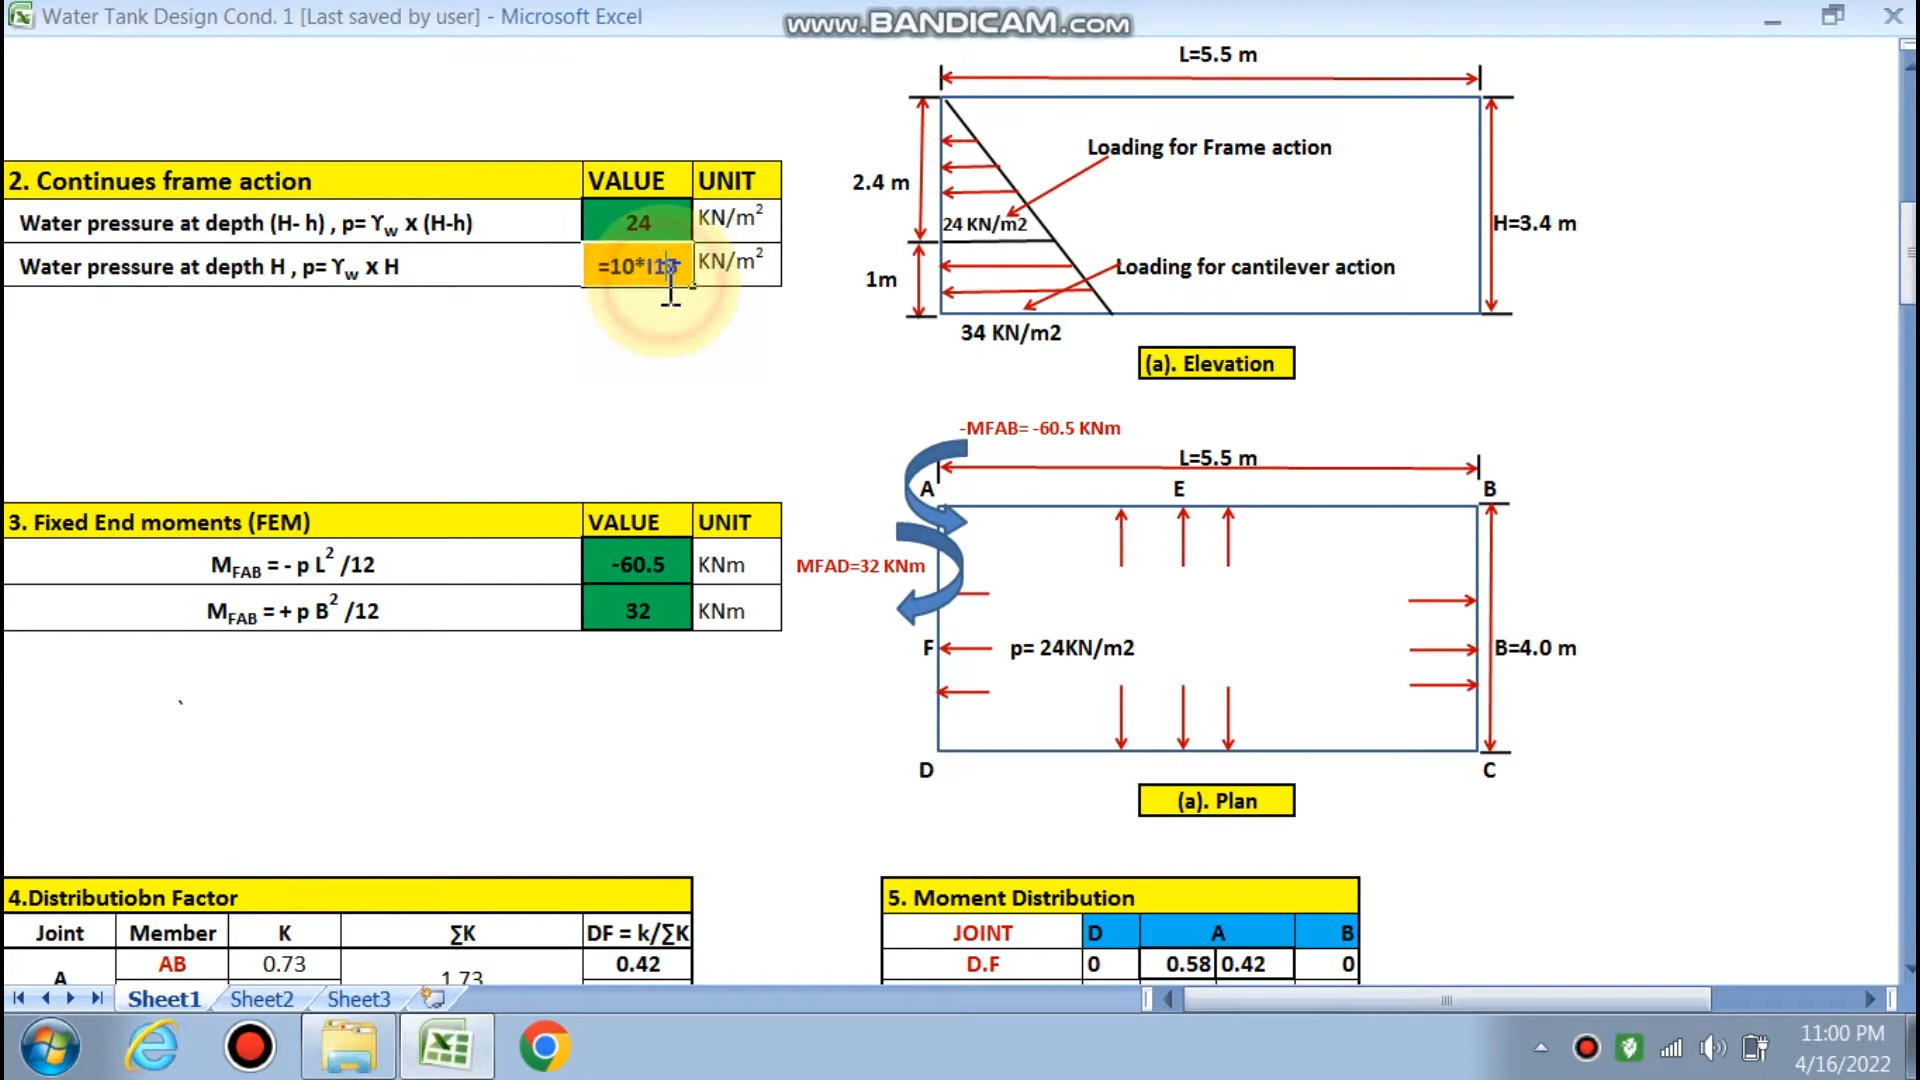 Water Tank Design Cond. 1 [Last saved by user] - Microsoft Excel
www.BANDICAM.com
L=5.5 m
2. Continues frame action VALUE UNIT
Water pressure at depth (H- h) , p= ϒw x (H-h) 24 KN/m2
Water pressure at depth H , p= ϒw x H KN/m2
Loading for Frame action
2.4 m
24 KN/m2
H=3.4 m
1m
Loading for cantilever action
34 KN/m2
(a). Elevation
-MFAB= -60.5 KNm
L=5.5 m
A E B
3. Fixed End moments (FEM) VALUE UNIT
MFAB = - p L2 /12 -60.5 KNm
MFAB = + p B2 /12 32 KNm
MFAD=32 KNm
F p= 24KN/m2 B=4.0 m
D C
(a). Plan
4.Distributiobn Factor
Joint Member K ∑K DF = k/∑K
A AB 0.73 1.73 0.42
5. Moment Distribution
JOINT D A B
D.F 0 0.58 0.42 0
Sheet1 Sheet2 Sheet3
11:00 PM
4/16/2022